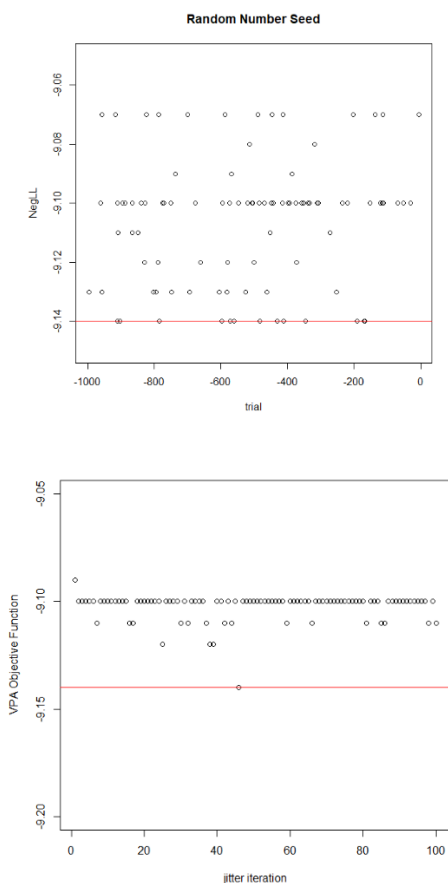 Random Number Seed
-9.06
-9.08
-9.10
-9.12
-9.14
NegLL
-1000 -800 -600 -400 -200 0
trial
-9.05
-9.10
-9.15
-9.20
VPA Objective Function
0 20 40 60 80 100
jitter iteration